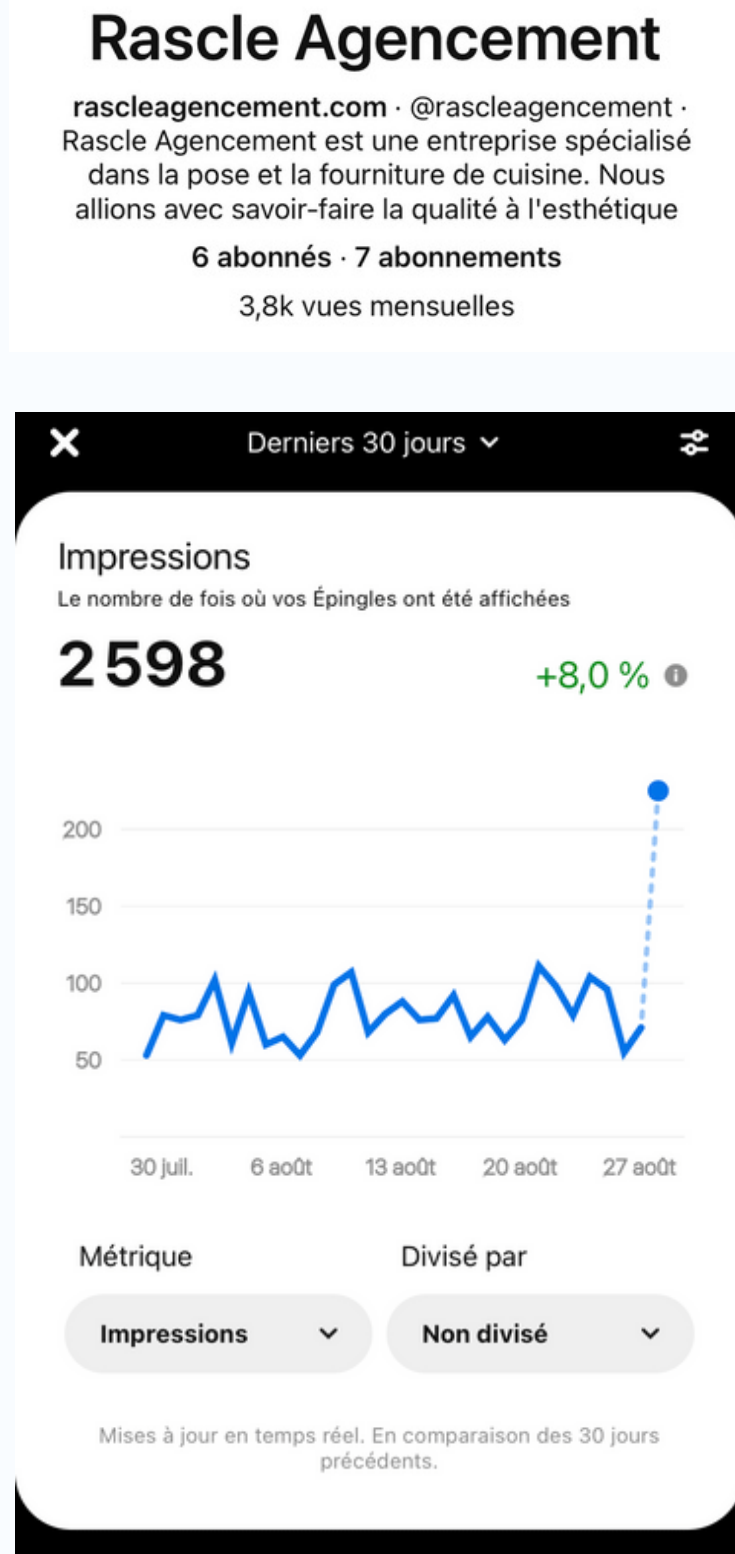 Rascle Agencement
rascleagencement.com · @rascleagencement ·
Rascle Agencement est une entreprise spécialisé
dans la pose et la fourniture de cuisine. Nous
allions avec savoir-faire la qualité à l'esthétique
6 abonnés · 7 abonnements
3,8k vues mensuelles
Derniers 30 jours
Impressions
Le nombre de fois où vos Épingles ont été affichées
2 598
+8,0 %
200
150
100
50
30 juil. 6 août 13 août 20 août 27 août
Métrique Divisé par
Impressions Non divisé
Mises à jour en temps réel. En comparaison des 30 jours
précédents.